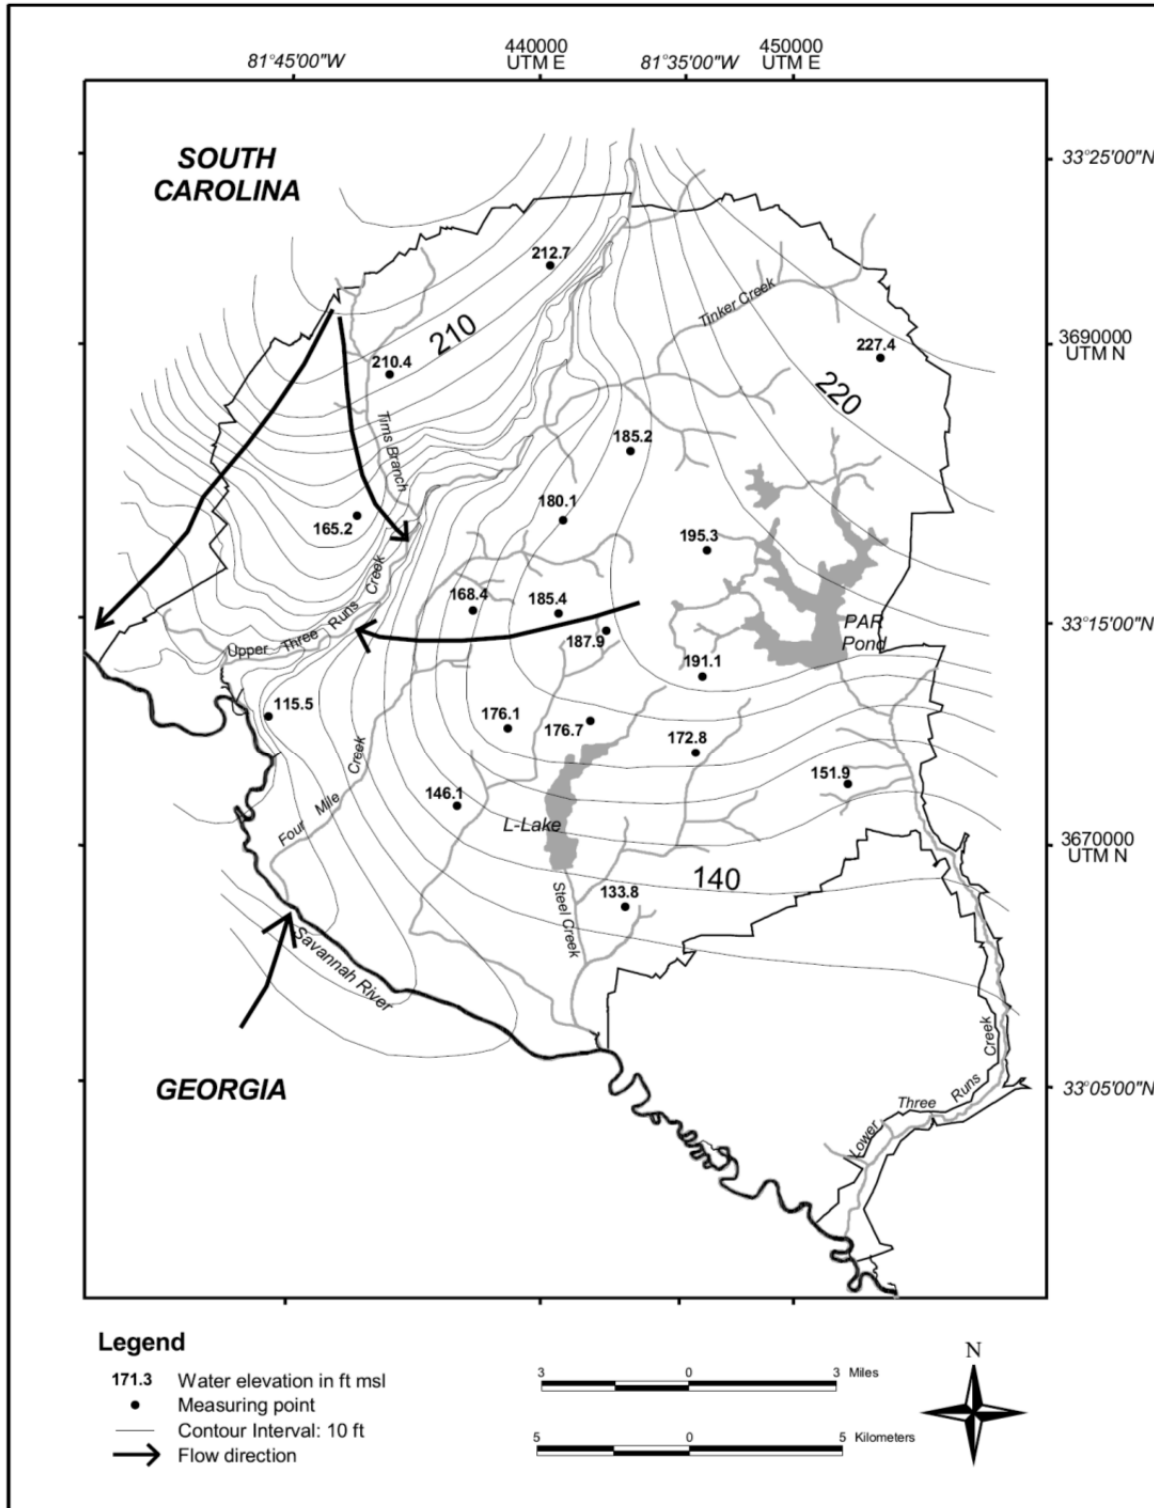 440000
UTM E
450000
UTM E
81°45'00"W
81°35'00"W
SOUTH
CAROLINA
33°25'00"N
212.7
Tinker Creek
210
3690000
UTM N
227.4
210.4
220
Tims Branch
185.2
180.1
165.2
195.3
168.4
185.4
Upper Three Runs Creek
187.9
PAR
Pond
33°15'00"N
191.1
115.5
176.1
176.7
172.8
151.9
146.1
Four Mile Creek
L-Lake
3670000
UTM N
140
133.8
Steel Creek
Savannah River
GEORGIA
Lower Three Runs Creek
33°05'00"N
Legend
171.3 Water elevation in ft msl
Measuring point
Contour Interval: 10 ft
Flow direction
3 0 3 Miles
5 0 5 Kilometers
N